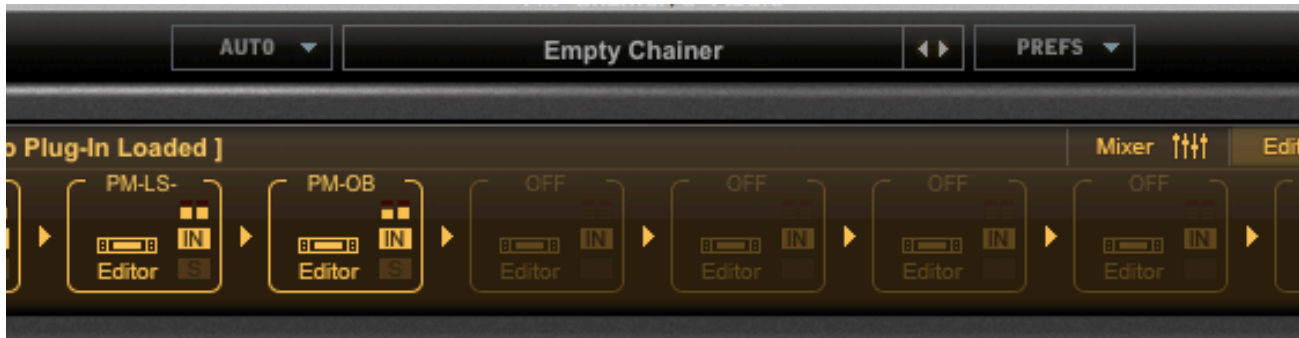 AUTO Empty Chainer PREFS
o Plug-In Loaded ] Mixer Edit
PM-LS- PM-OB OFF OFF OFF OFF
IN IN IN IN IN IN
Editor S Editor S Editor Editor Editor Editor